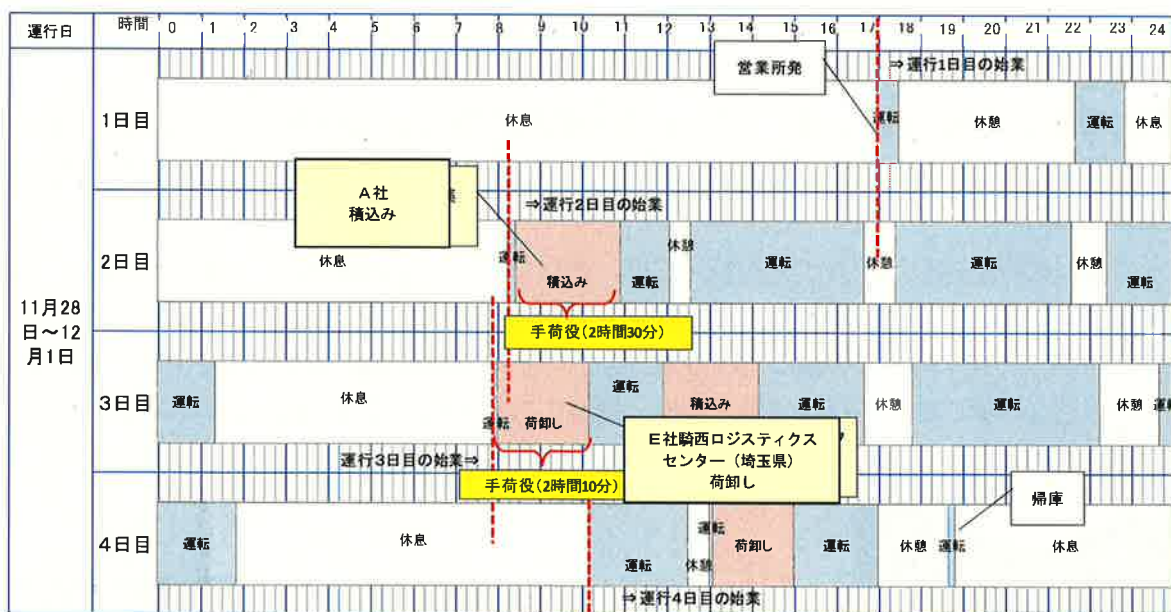 運行日
時間
0 1 2 3 4 5 6 7 8 9 10 11 12 13 14 15 16 17 18 19 20 21 22 23 24
営業所発
⇒運行1日目の始業
1日目
休息
運転
休憩
運転
休息
A社
積込み
⇒運行2日目の始業
2日目
休息
運転
積込み
運転
休憩
運転
休憩
運転
休憩
運転
手荷役(2時間30分)
11月28
日～12
月1日
3日目
運転
休息
運転
荷卸し
運転
積込み
運転
休憩
運転
休憩
運転
E社騎西ロジスティクス
センター(埼玉県)
荷卸し
運行3日目の始業⇒
手荷役(2時間10分)
帰庫
4日目
運転
休息
運転
休憩
運転
荷卸し
運転
休憩
運転
休息
⇒運行4日目の始業